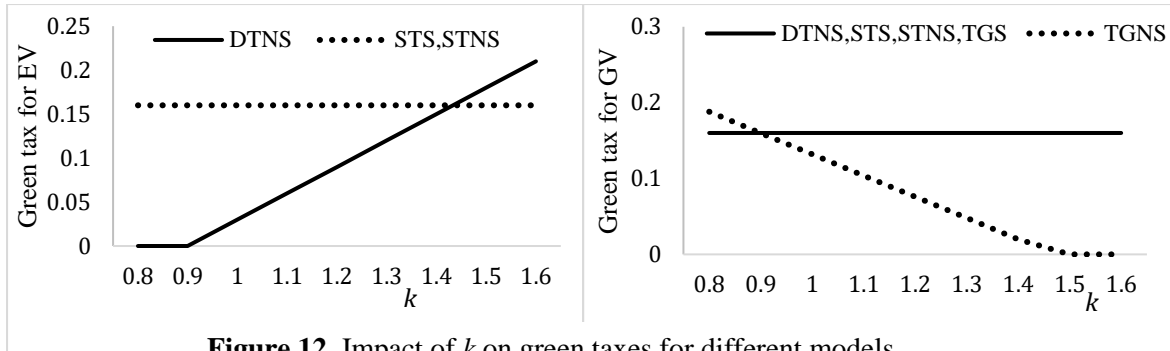 0.25
DTNS
STS,STNS
0.2
0.15
0.1
0.05
0
Green tax for EV
0.8 0.9 1 1.1 1.2 1.3 1.4 1.5 1.6
k
0.3
DTNS,STS,STNS,TGS
TGNS
0.2
0.1
0
Green tax for GV
0.8 0.9 1 1.1 1.2 1.3 1.4 1.5 1.6
k
Figure 12. Impact of k on green taxes for different models